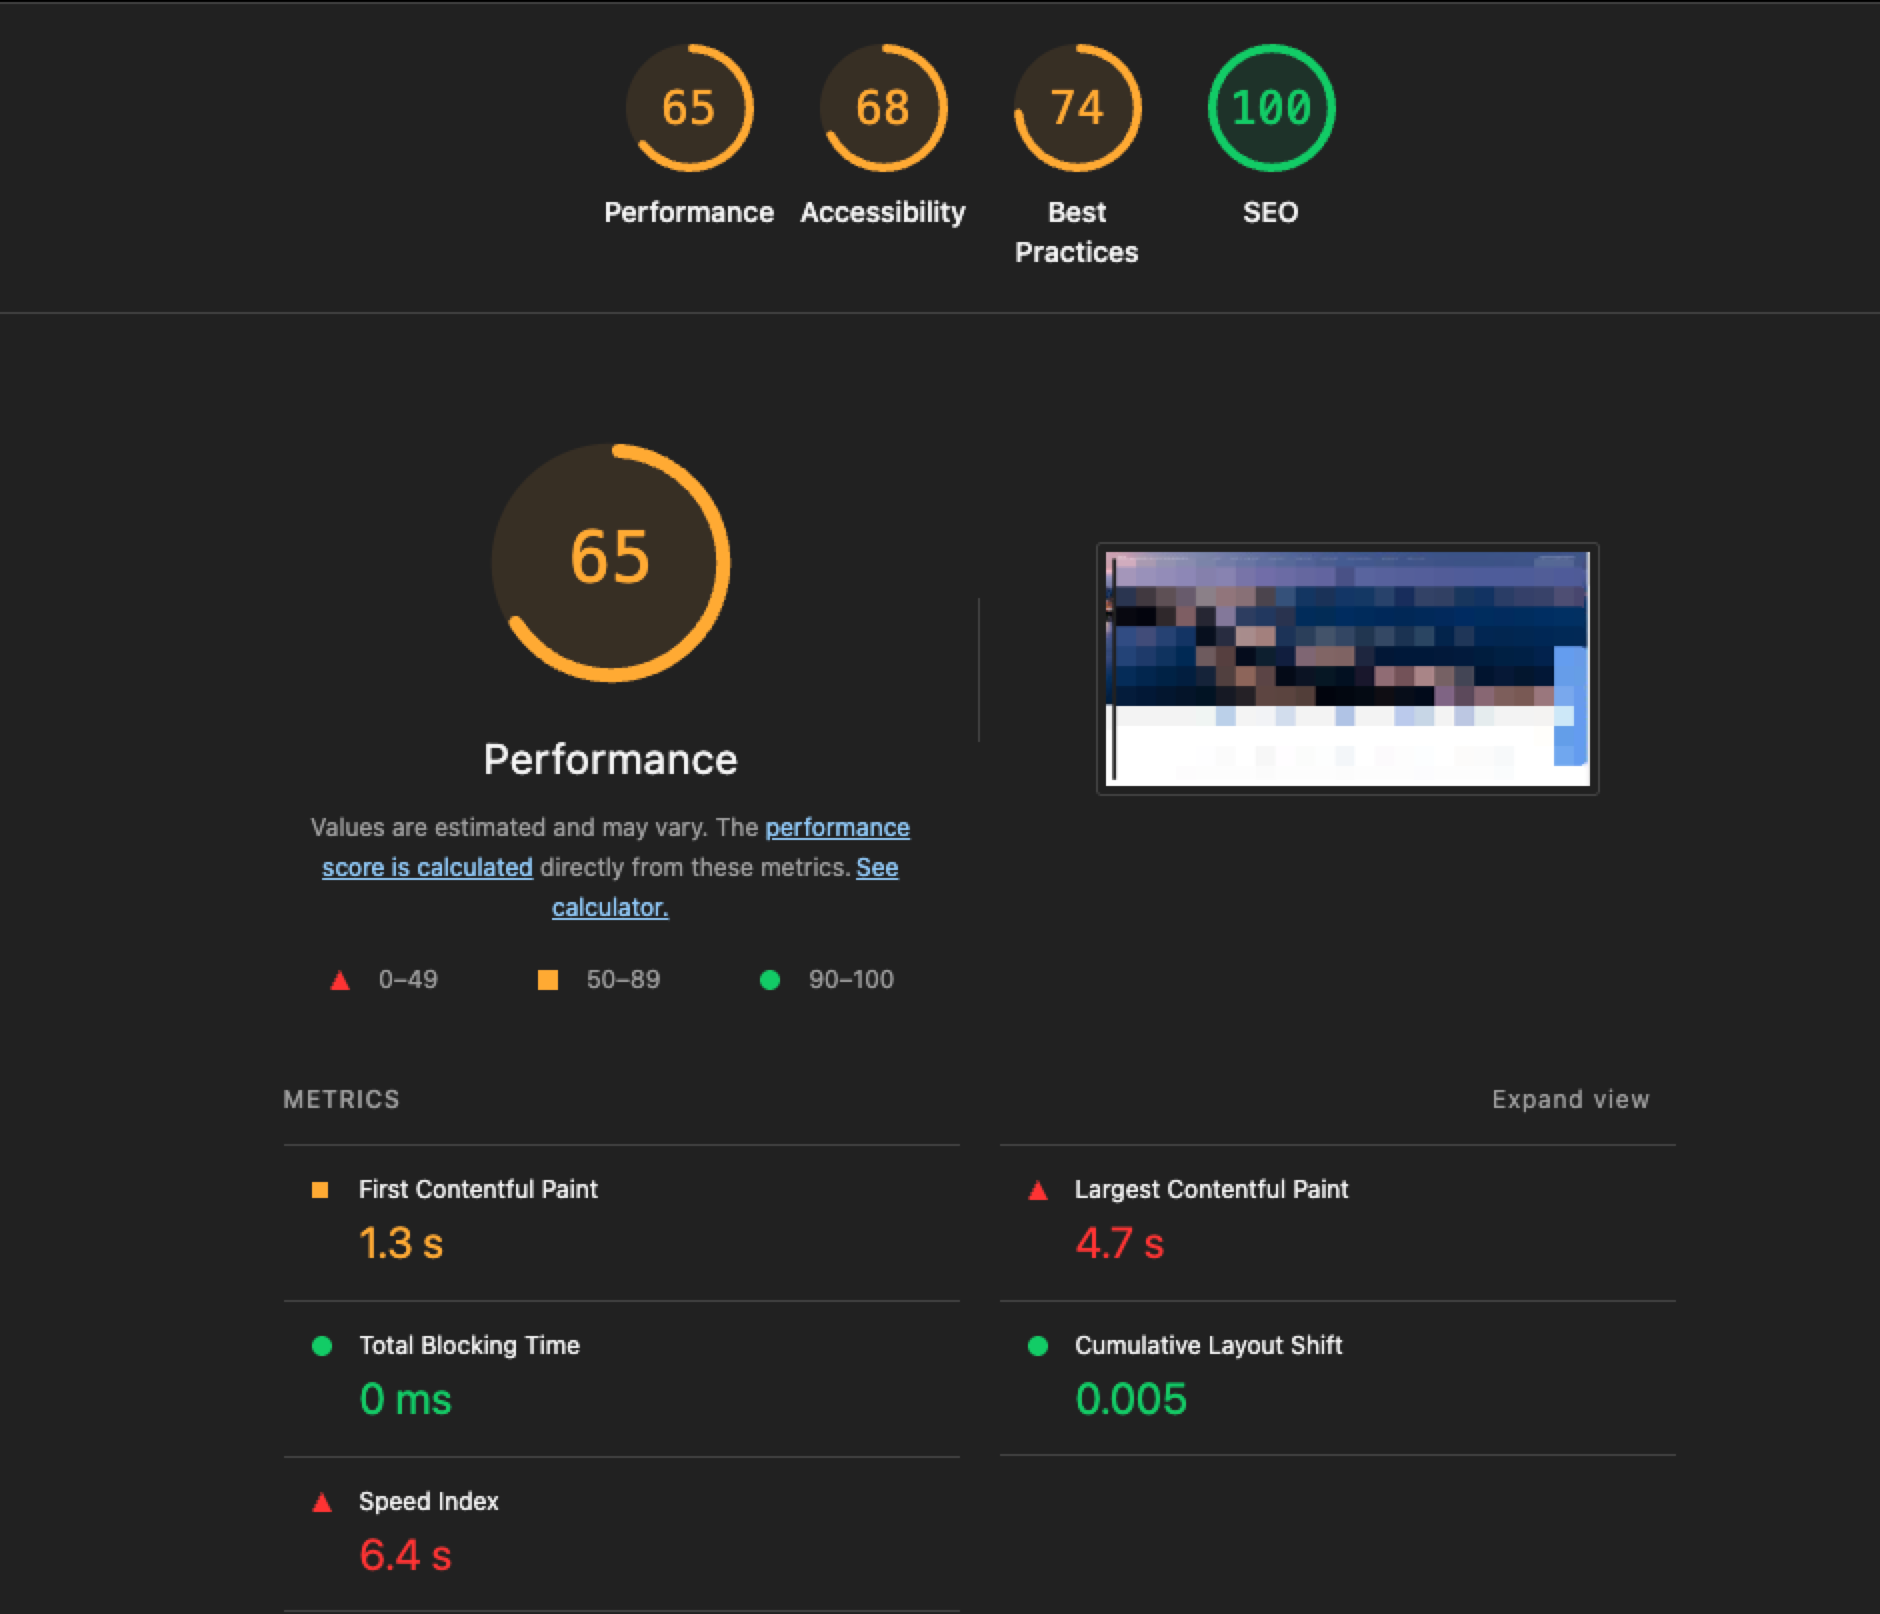 65
68
74
100
Performance
Accessibility
Best
Practices
SEO
65
Performance
Values are estimated and may vary. The performance
score is calculated directly from these metrics. See
calculator.
0–49
50–89
90–100
METRICS
Expand view
First Contentful Paint
1.3 s
Largest Contentful Paint
4.7 s
Total Blocking Time
0 ms
Cumulative Layout Shift
0.005
Speed Index
6.4 s